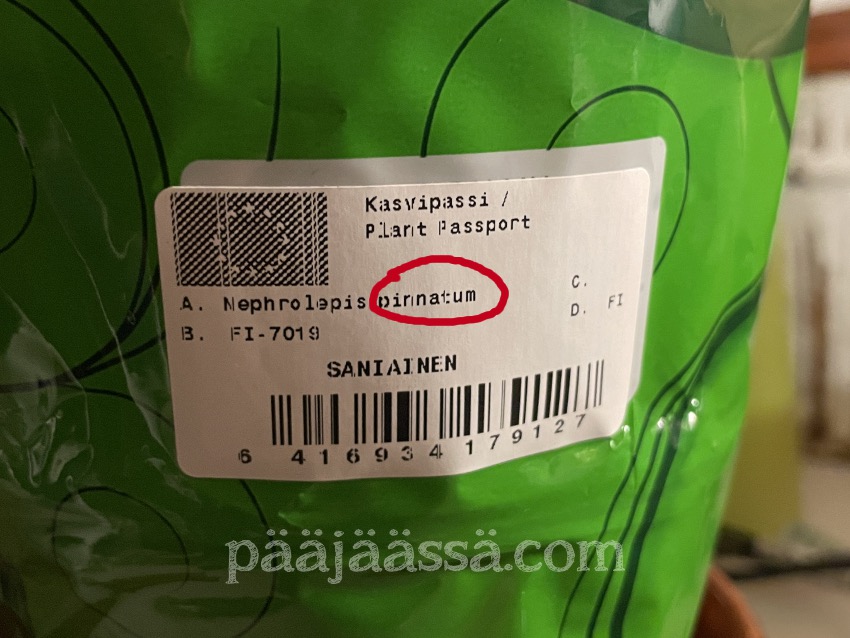 Kasvipassi /
Plant Passport
A. Nephrolepis pinnatum
C.
B. FI-7019
D. FI
SANIAINEN
6 416934 179127
pääjäässä.com